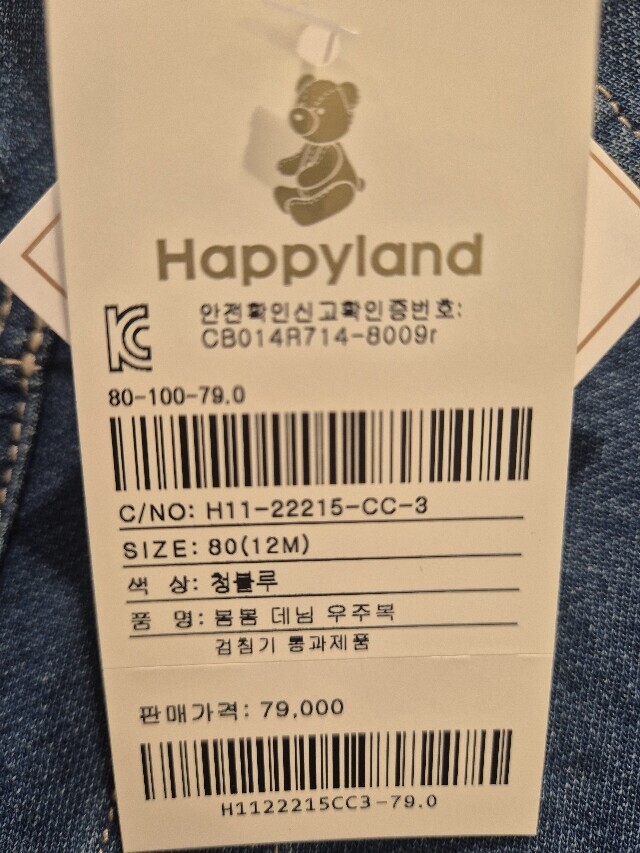 Happyland
KC
안전확인신고확인증번호:
CB014R714-8009r
80-100-79.0
C/NO: H11-22215-CC-3
SIZE: 80(12M)
색 상: 청블루
품 명: 봄봄 데님 우주복
검침기 통과제품
판매가격: 79,000
H1122215CC3-79.0